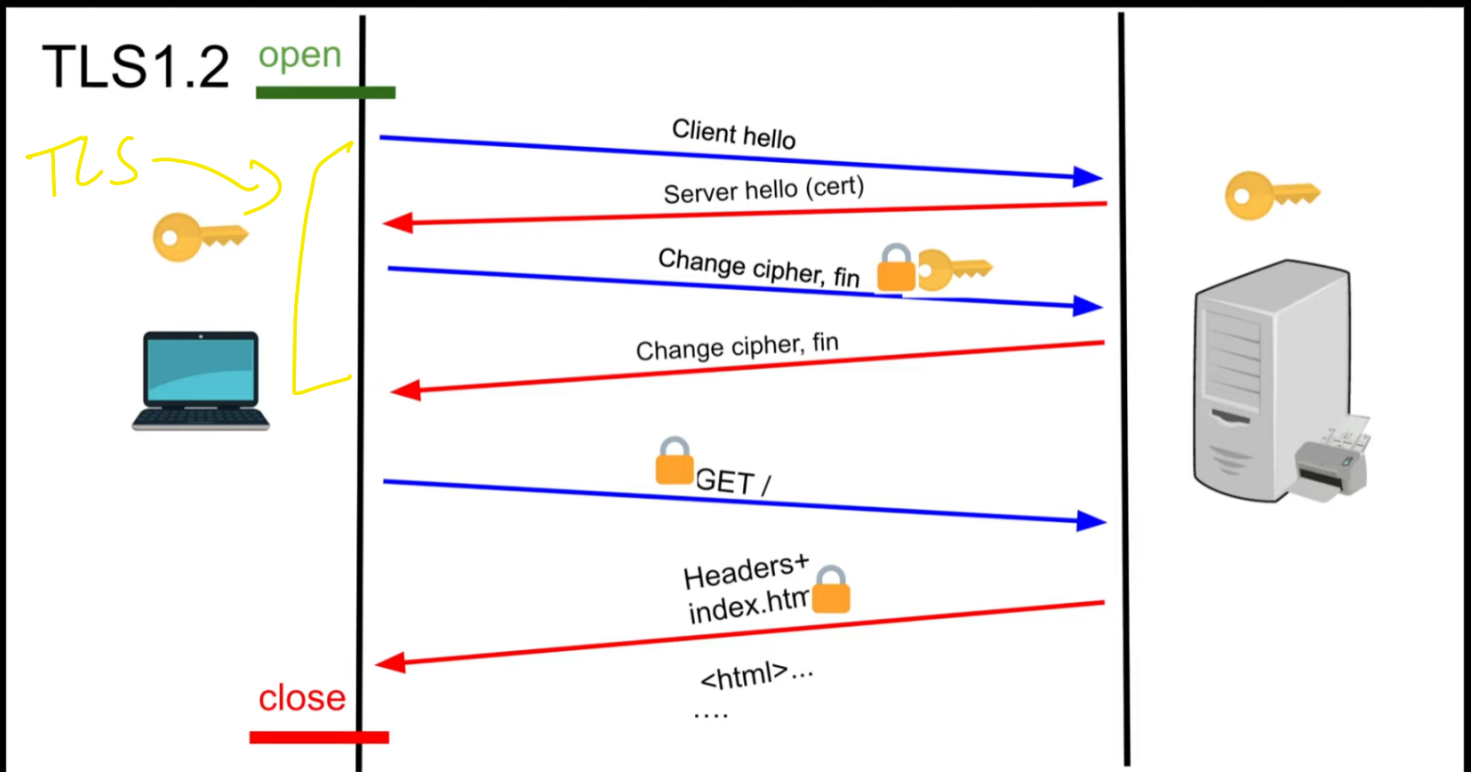 TLS1.2
open
TLS
Client hello
Server hello (cert)
Change cipher, fin
Change cipher, fin
GET /
Headers+
index.htm
<html>...
....
close